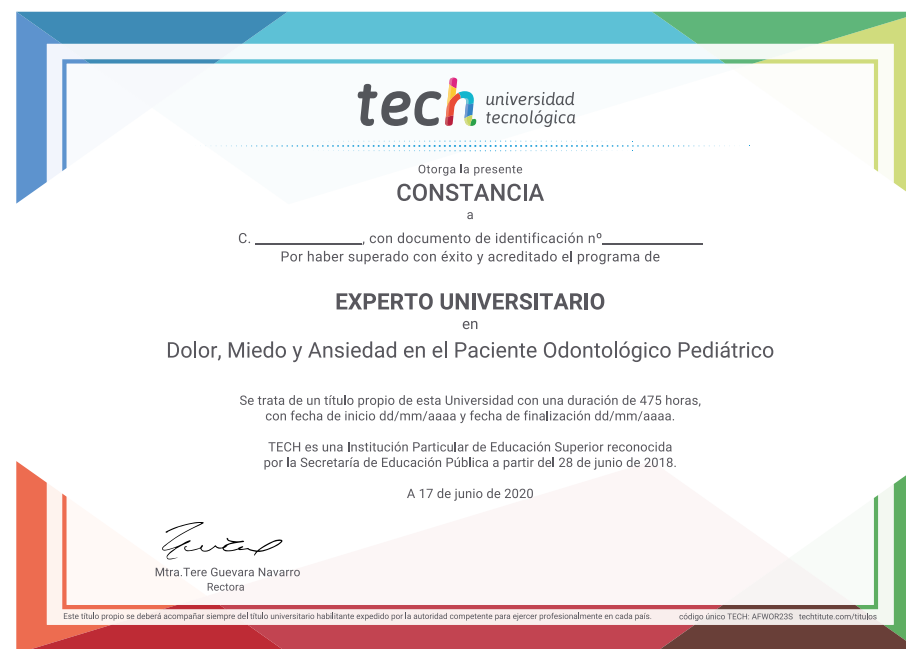 tech universidad
tecnológica
Otorga la presente
CONSTANCIA
a
C. ____________, con documento de identificación nº____________
Por haber superado con éxito y acreditado el programa de
EXPERTO UNIVERSITARIO
en
Dolor, Miedo y Ansiedad en el Paciente Odontológico Pediátrico
Se trata de un título propio de esta Universidad con una duración de 475 horas,
con fecha de inicio dd/mm/aaaa y fecha de finalización dd/mm/aaaa.
TECH es una Institución Particular de Educación Superior reconocida
por la Secretaría de Educación Pública a partir del 28 de junio de 2018.
A 17 de junio de 2020
Mtra.Tere Guevara Navarro
Rectora
Este título propio se deberá acompañar siempre del título universitario habilitante expedido por la autoridad competente para ejercer profesionalmente en cada país. código único TECH: AFWOR23S techtitute.com/titulos